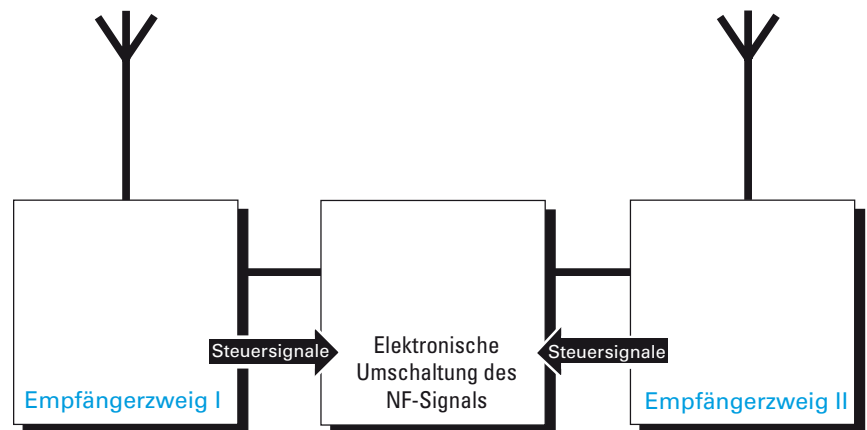 Steuersignale
Elektronische
Umschaltung des
NF-Signals
Steuersignale
Empfängerzweig I
Empfängerzweig II